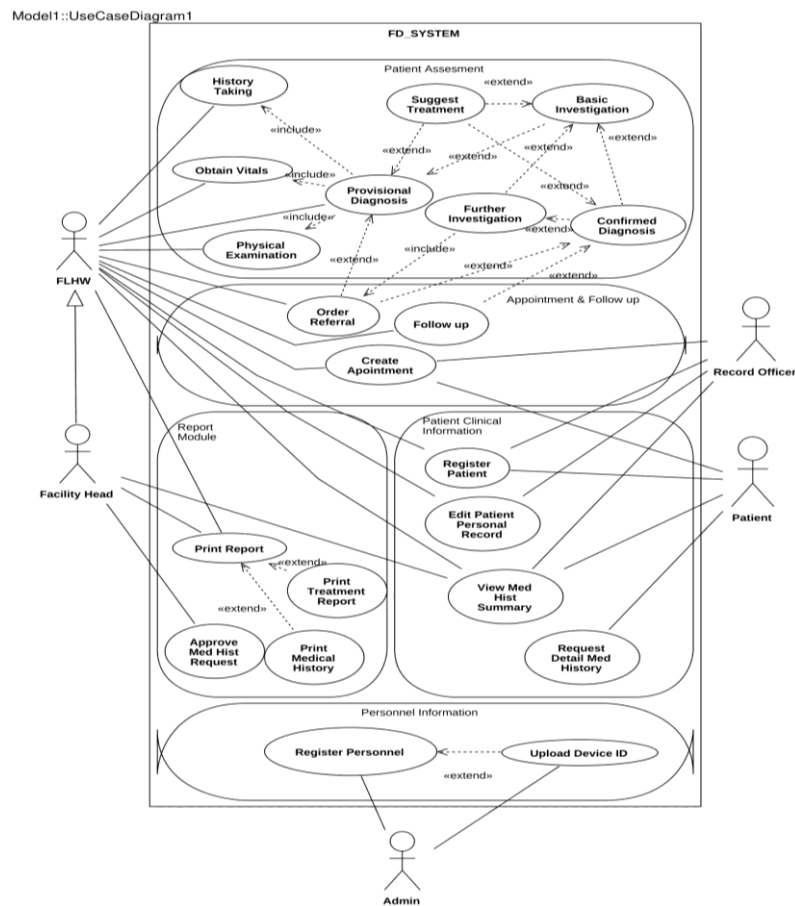 Model1::UseCaseDiagram1
FD_SYSTEM
Patient Assesment
History
Taking
«extend»
Suggest
Treatment
Basic
Investigation
«include»
«extend»
«extend»
«extend»
«extend»
Obtain Vitals
«include»
Provisional
Diagnosis
«extend»
«include»
Further
Investigation
Confirmed
Diagnosis
«extend»
Physical
Examination
«include»
«extend»
«extend»
«extend»
FLHW
Order
Referral
Follow up
Appointment & Follow up
Create
Apointment
Record Officer
Report
Module
Patient Clinical
Information
Register
Patient
Facility Head
Patient
Edit Patient
Personal
Record
Print Report
«extend»
Print
Treatment
Report
«extend»
View Med
Hist
Summary
Approve
Med Hist
Request
Print
Medical
History
Request
Detail Med
History
Personnel Information
Register Personnel
Upload Device ID
«extend»
Admin